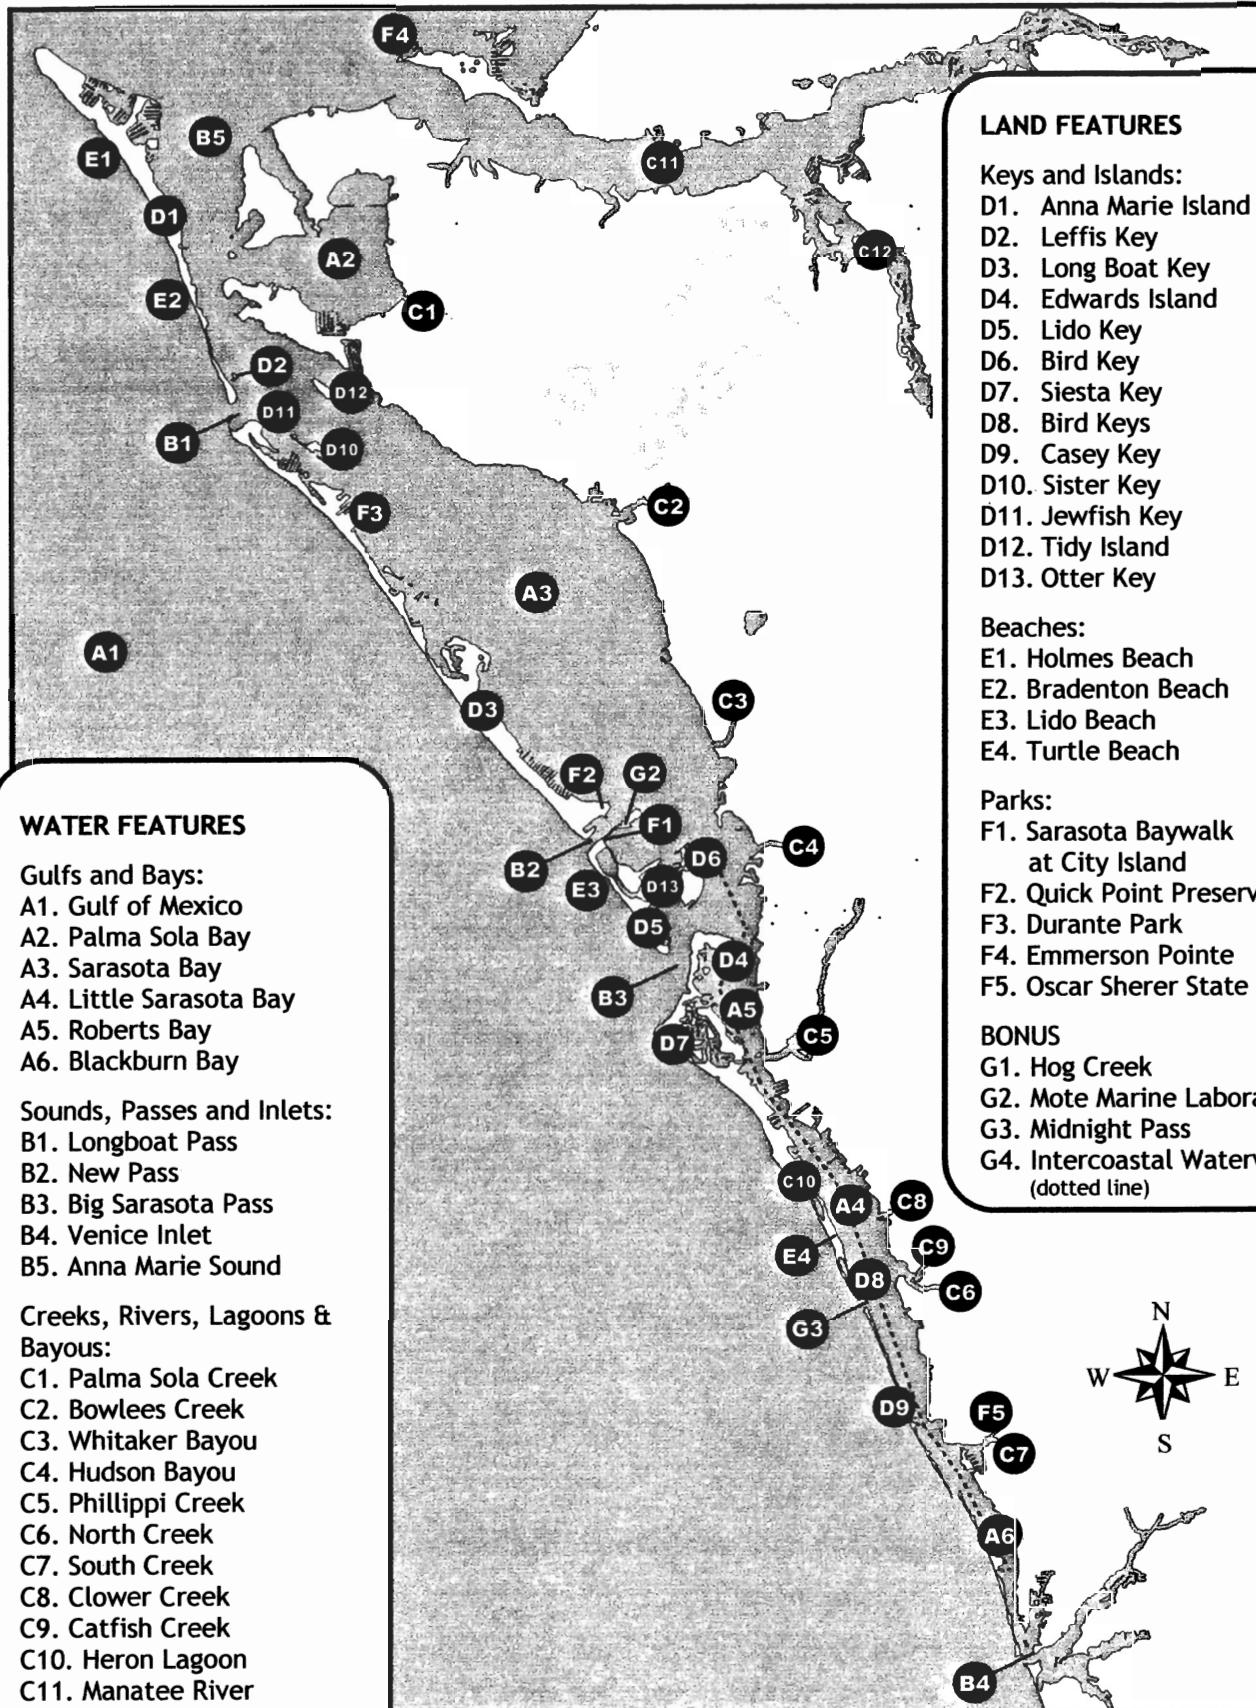 F4
B5
E1
C11
D1
A2
C12
E2
C1
D2
D12
D11
B1
D10
F3
C2
A3
A1
C3
D3
F2
G2
F1
C4
B2
D6
E3
D13
D5
D4
B3
A5
D7
C5
C10
A4
C8
E4
C9
D8
C6
G3
D9
F5
C7
A6
B4
N
W
E
S
LAND FEATURES
Keys and Islands:
D1. Anna Marie Island
D2. Leffis Key
D3. Long Boat Key
D4. Edwards Island
D5. Lido Key
D6. Bird Key
D7. Siesta Key
D8. Bird Keys
D9. Casey Key
D10. Sister Key
D11. Jewfish Key
D12. Tidy Island
D13. Otter Key
Beaches:
E1. Holmes Beach
E2. Bradenton Beach
E3. Lido Beach
E4. Turtle Beach
Parks:
F1. Sarasota Baywalk
at City Island
F2. Quick Point Preserv
F3. Durante Park
F4. Emmerson Pointe
F5. Oscar Sherer State
BONUS
G1. Hog Creek
G2. Mote Marine Labora
G3. Midnight Pass
G4. Intercoastal Water
(dotted line)
WATER FEATURES
Gulfs and Bays:
A1. Gulf of Mexico
A2. Palma Sola Bay
A3. Sarasota Bay
A4. Little Sarasota Bay
A5. Roberts Bay
A6. Blackburn Bay
Sounds, Passes and Inlets:
B1. Longboat Pass
B2. New Pass
B3. Big Sarasota Pass
B4. Venice Inlet
B5. Anna Marie Sound
Creeks, Rivers, Lagoons &
Bayous:
C1. Palma Sola Creek
C2. Bowlees Creek
C3. Whitaker Bayou
C4. Hudson Bayou
C5. Phillippi Creek
C6. North Creek
C7. South Creek
C8. Clower Creek
C9. Catfish Creek
C10. Heron Lagoon
C11. Manatee River